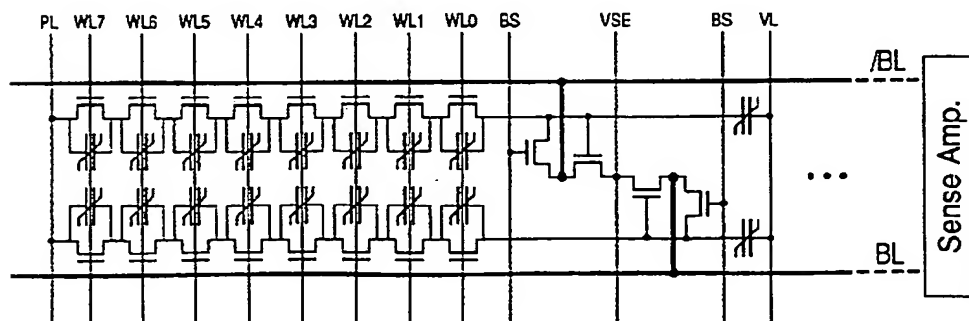 PL WL7 WL6 WL5 WL4 WL3 WL2 WL1 WL0 BS VSE BS VL
/BL
Sense Amp.
BL